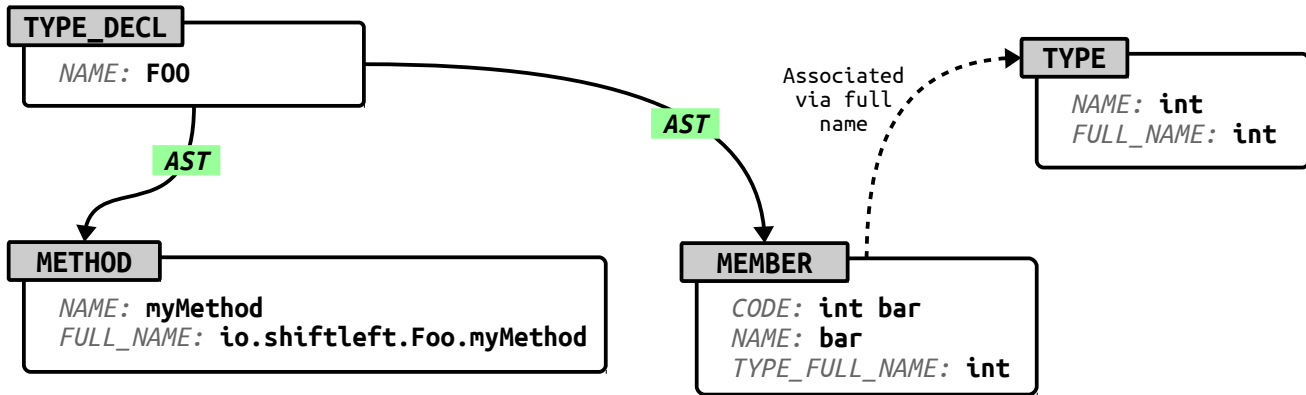 TYPE_DECL
NAME: FOO
AST
METHOD
NAME: myMethod
FULL_NAME: io.shiftleft.Foo.myMethod
AST
MEMBER
CODE: int bar
NAME: bar
TYPE_FULL_NAME: int
Associated
via full
name
TYPE
NAME: int
FULL_NAME: int